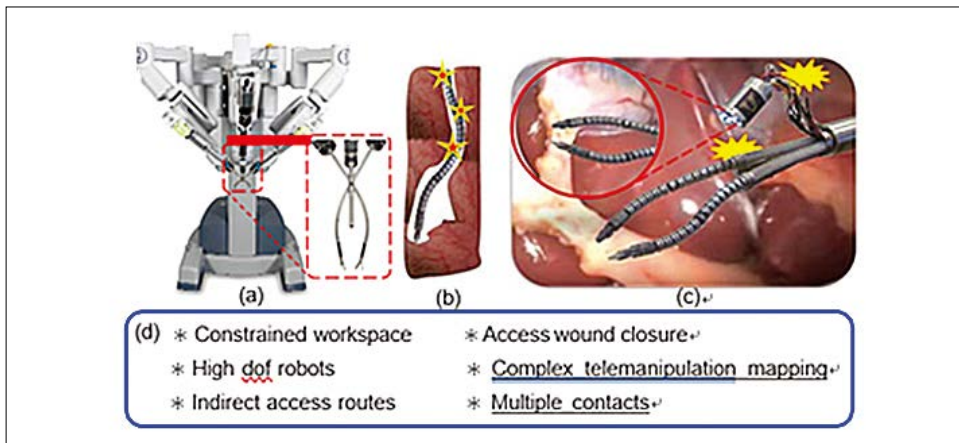 (a)
(b)
(c)↵
(d) * Constrained workspace * Access wound closure↵
* High dof robots * Complex telemanipulation mapping↵
* Indirect access routes * Multiple contacts↵